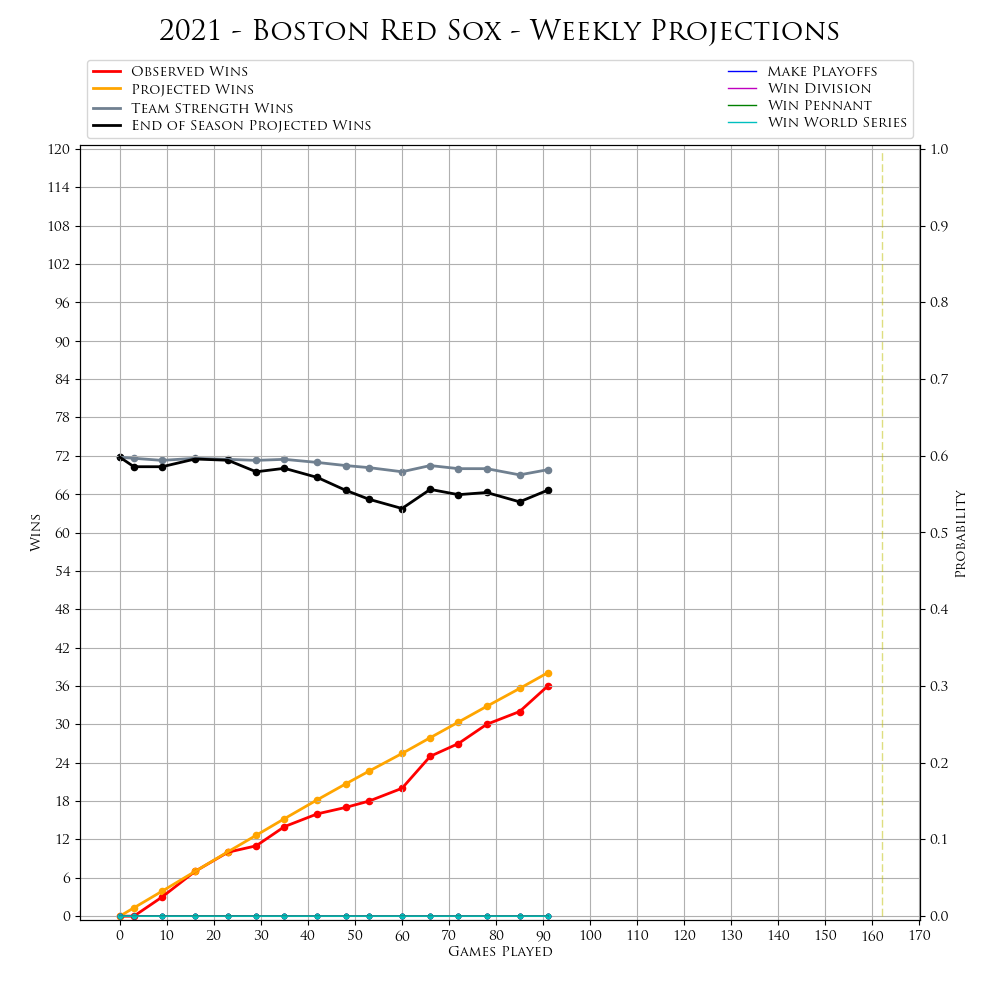 2021 - Boston Red Sox - Weekly Projections
Observed Wins
Projected Wins
Team Strength Wins
End of Season Projected Wins
Make Playoffs
Win Division
Win Pennant
Win World Series
120
114
108
102
96
90
84
78
72
66
60
54
48
42
36
30
24
18
12
6
0
Wins
1.0
0.9
0.8
0.7
0.6
0.5
0.4
0.3
0.2
0.1
0.0
Probability
0 10 20 30 40 50 60 70 80 90 100 110 120 130 140 150 160 170
Games Played